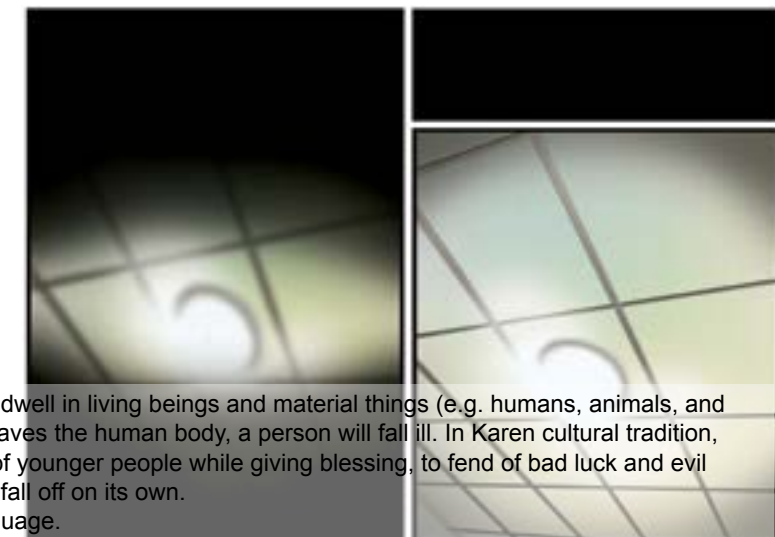 dwell in living beings and material things (e.g. humans, animals, and
aves the human body, a person will fall ill. In Karen cultural tradition,
of younger people while giving blessing, to fend of bad luck and evil
fall off on its own.
uage.